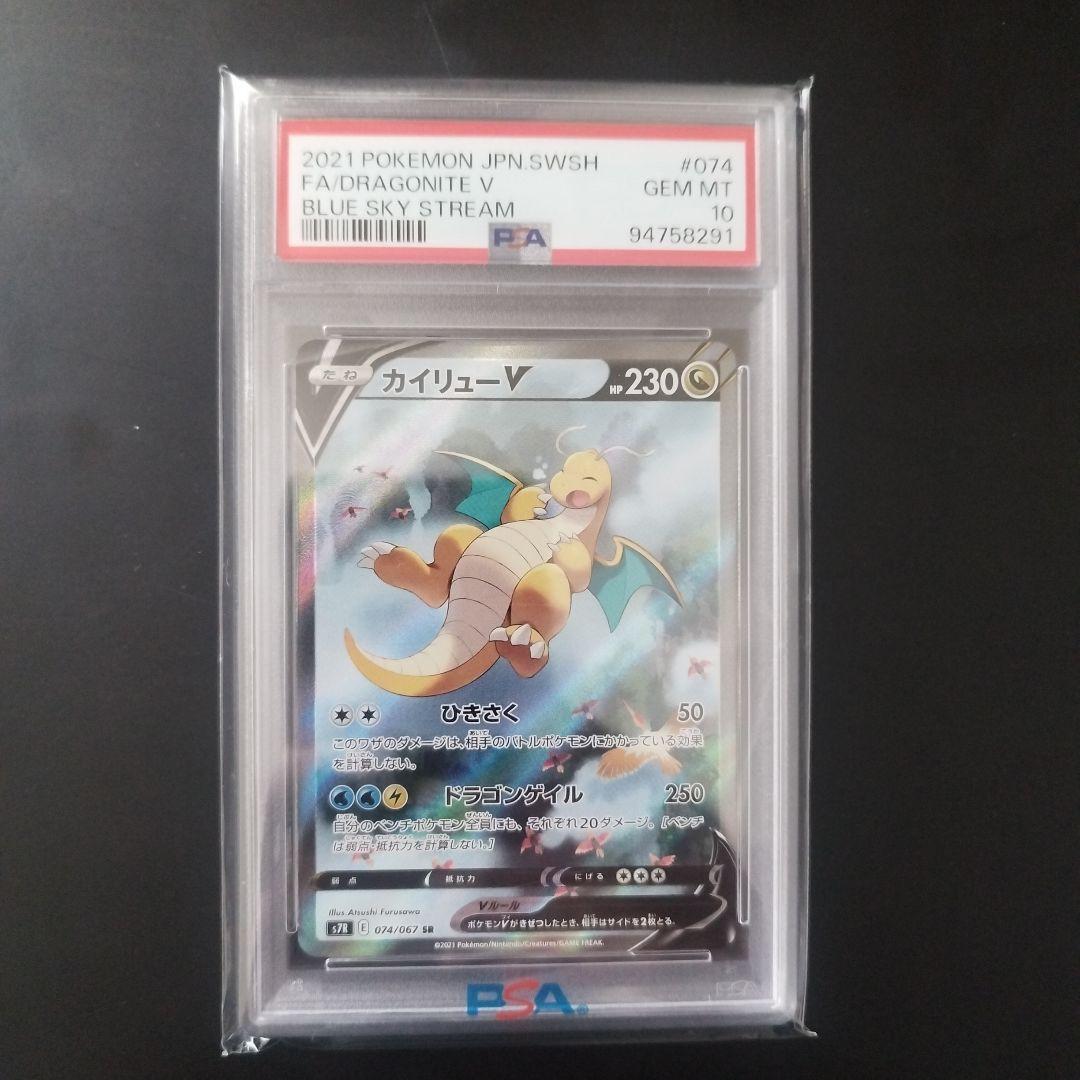 2021 POKEMON JPN.SWSH #074
FA/DRAGONITE V GEM MT
BLUE SKY STREAM 10
PSA 94758291
たね カイリューV HP 230
ひきさく 50
このワザのダメージは、相手のバトルポケモンにかかっている効果
を計算しない。
ドラゴンゲイル 250
自分のベンチポケモン全員にも、それぞれ20ダメージ。[ベンチ
は弱点・抵抗力を計算しない。]
弱点 抵抗力 にげる
Illus. Atsushi Furusawa
Vルール
ポケモンVがきぜつしたとき、相手はサイドを2枚とる。
s7R E 074/067 SR
©2021 Pokémon/Nintendo/Creatures/GAME FREAK.
PSA®